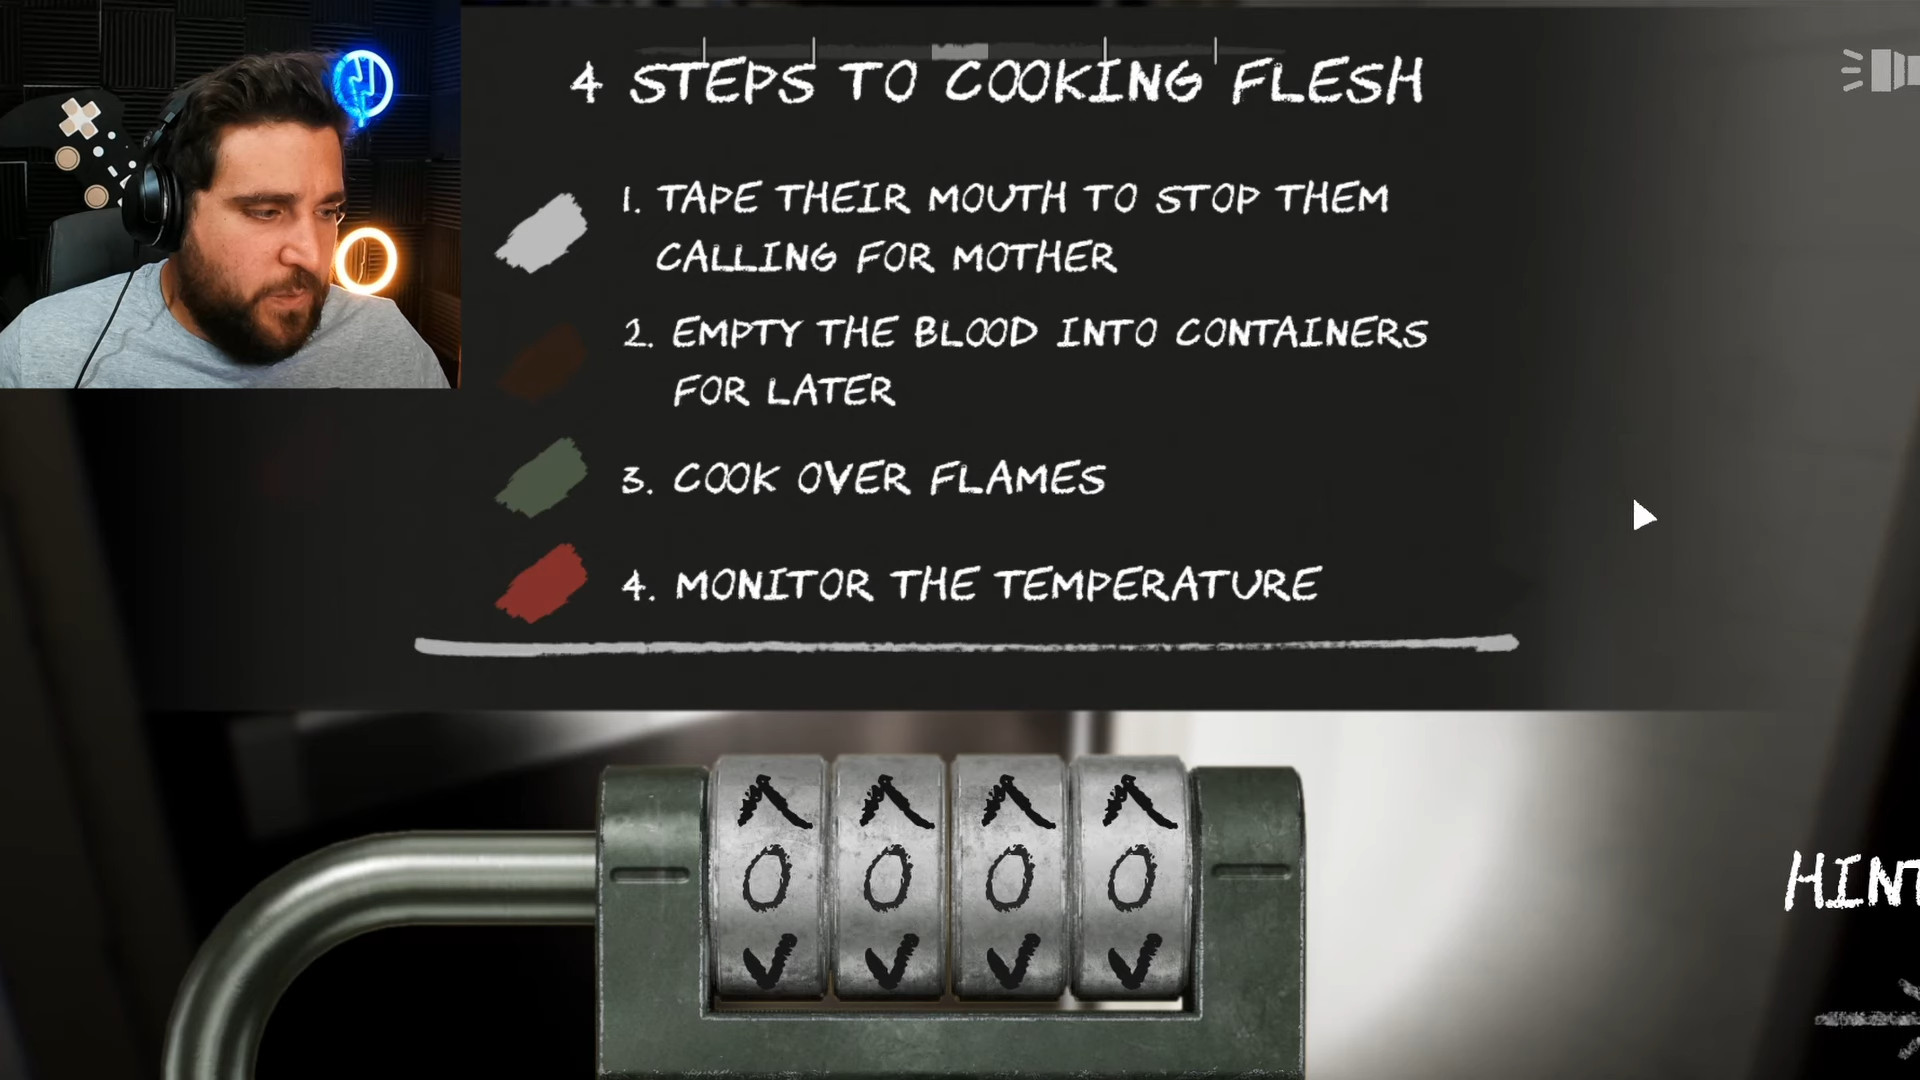 4 STEPS TO COOKING FLESH
1. TAPE THEIR MOUTH TO STOP THEM
CALLING FOR MOTHER
2. EMPTY THE BLOOD INTO CONTAINERS
FOR LATER
3. COOK OVER FLAMES
4. MONITOR THE TEMPERATURE
0 0 0 0
HINT